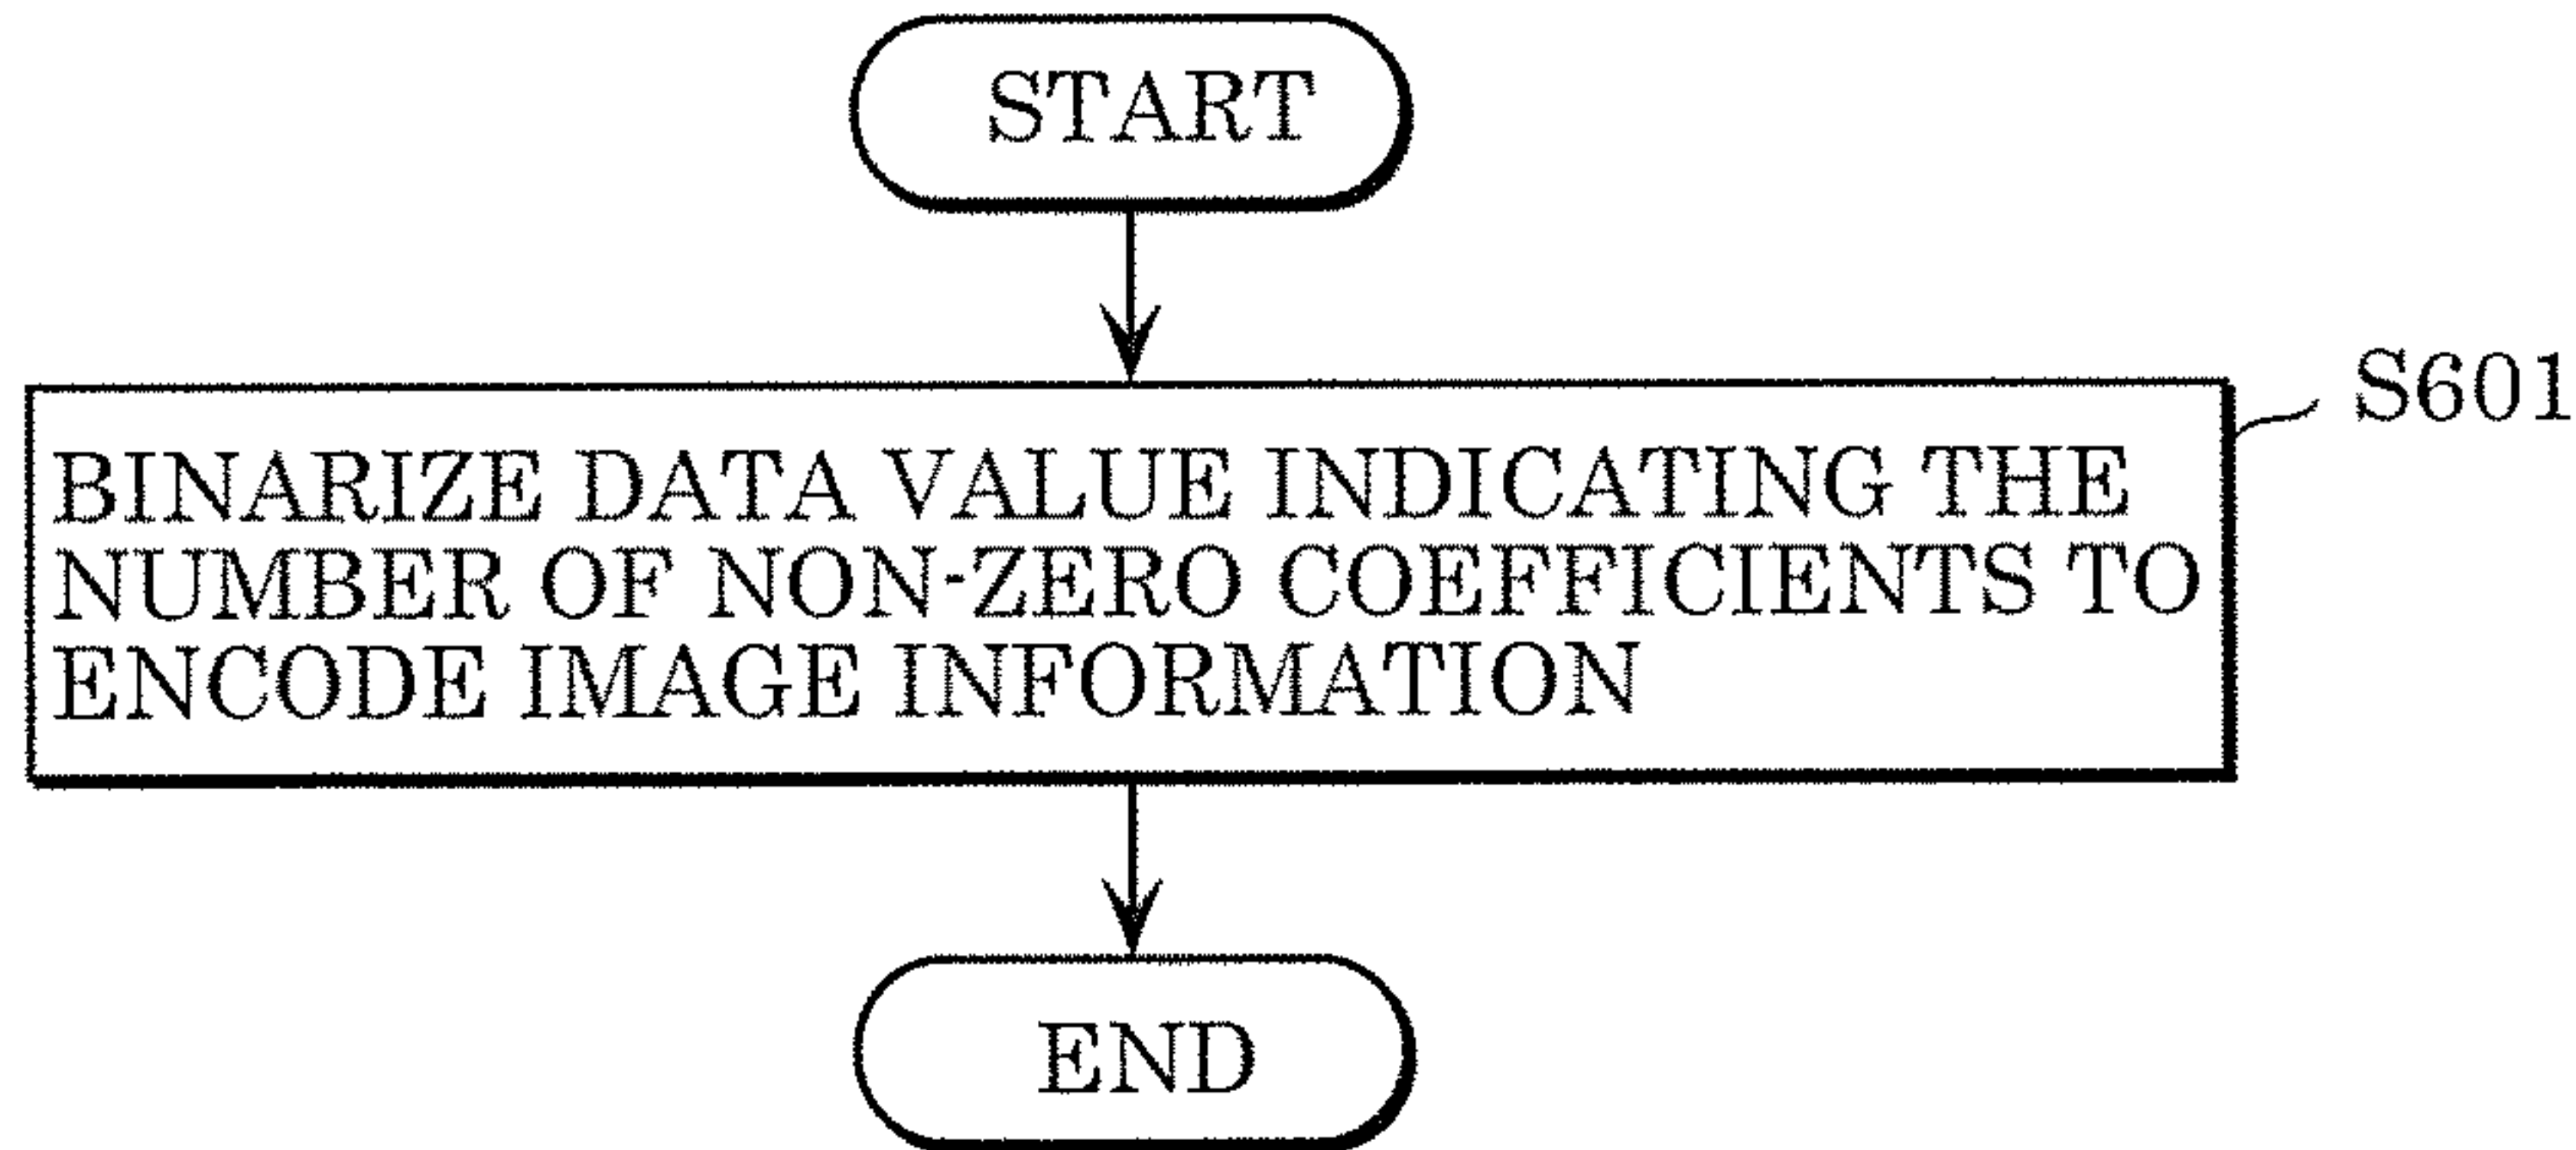 START
S601
BINARIZE DATA VALUE INDICATING THE
NUMBER OF NON-ZERO COEFFICIENTS TO
ENCODE IMAGE INFORMATION
END